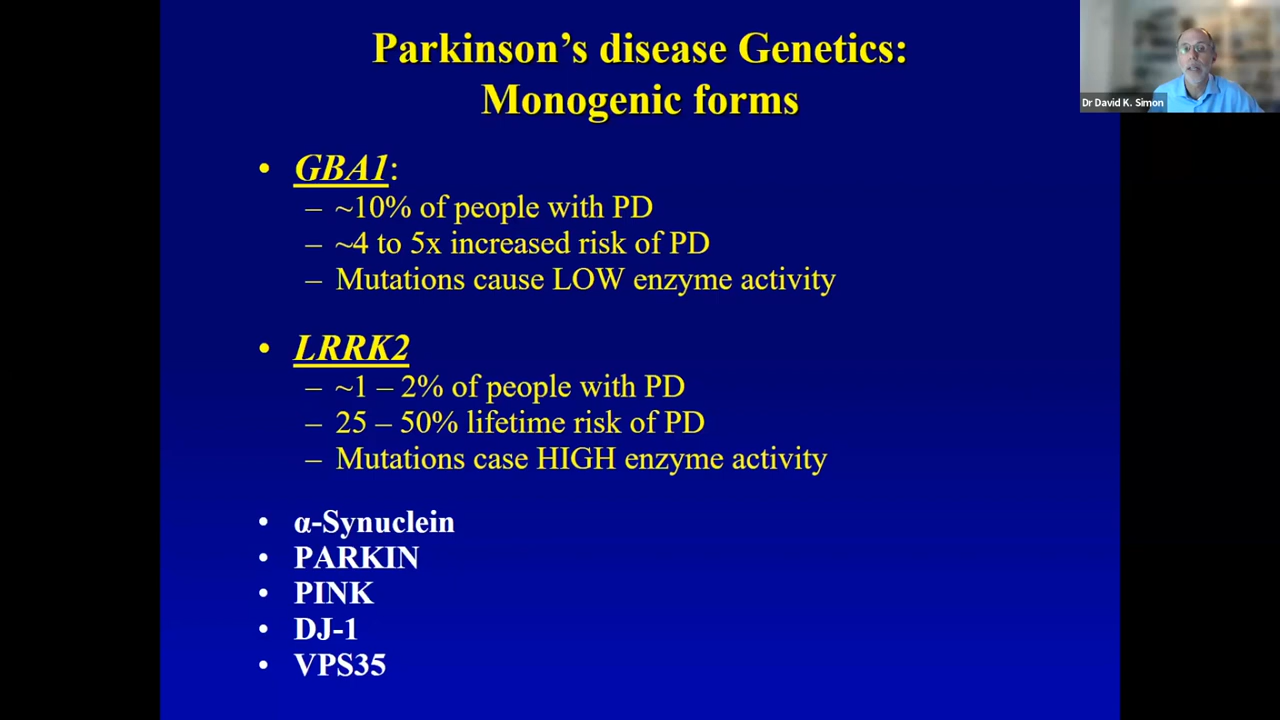 Parkinson’s disease Genetics:
Monogenic forms
• GBA1:
– ~10% of people with PD
– ~4 to 5x increased risk of PD
– Mutations cause LOW enzyme activity
• LRRK2
– ~1 – 2% of people with PD
– 25 – 50% lifetime risk of PD
– Mutations case HIGH enzyme activity
• α-Synuclein
• PARKIN
• PINK
• DJ-1
• VPS35
Dr David K. Simon